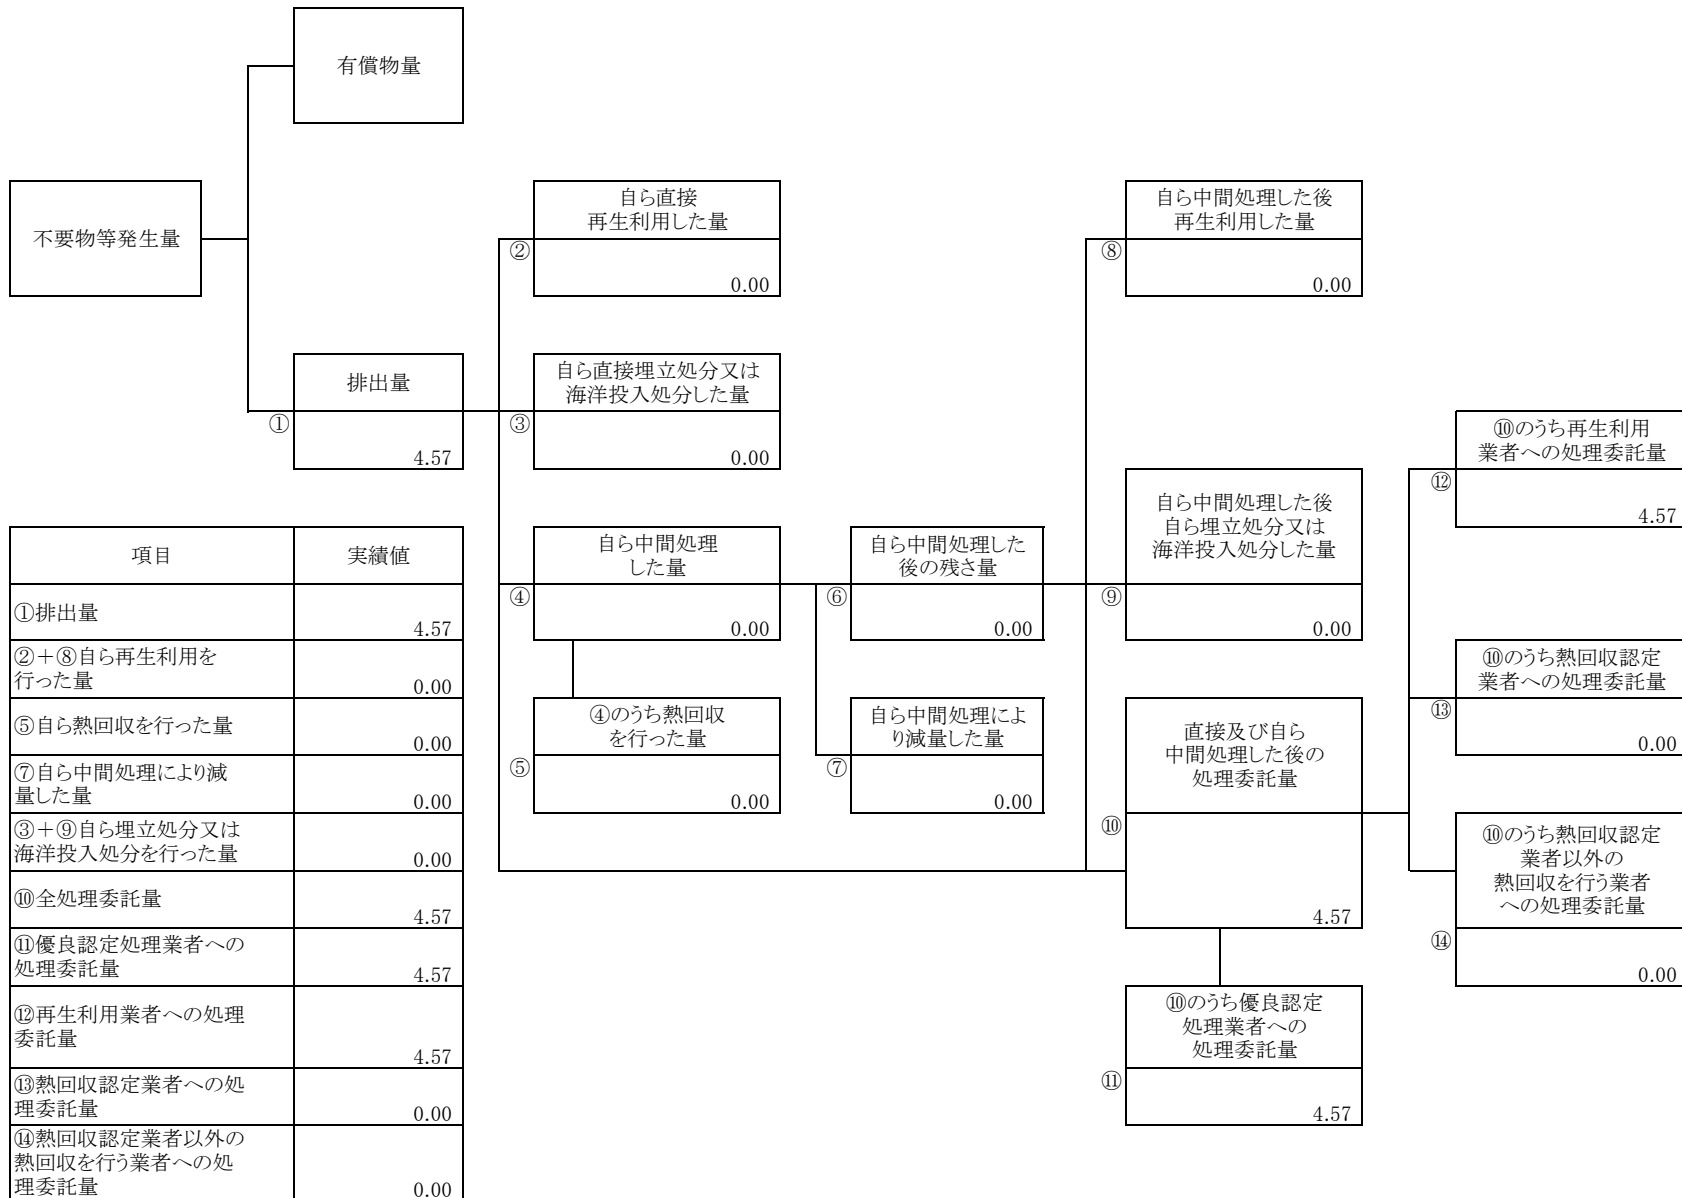 有償物量
不要物等発生量
自ら直接
再生利用した量
②
0.00
自ら中間処理した後
再生利用した量
⑧
0.00
排出量
①
4.57
自ら直接埋立処分又は
海洋投入処分した量
③
0.00
⑩のうち再生利用
業者への処理委託量
⑫
4.57
自ら中間処理
した量
④
0.00
自ら中間処理した
後の残さ量
⑥
0.00
自ら中間処理した後
自ら埋立処分又は
海洋投入処分した量
⑨
0.00
⑩のうち熱回収認定
業者への処理委託量
⑬
0.00
④のうち熱回収
を行った量
⑤
0.00
自ら中間処理によ
り減量した量
⑦
0.00
直接及び自ら
中間処理した後の
処理委託量
⑩
4.57
⑩のうち熱回収認定
業者以外の
熱回収を行う業者
への処理委託量
⑭
0.00
⑩のうち優良認定
処理業者への
処理委託量
⑪
4.57
項目 実績値
①排出量
4.57
②+⑧自ら再生利用を
行った量
0.00
⑤自ら熱回収を行った量
0.00
⑦自ら中間処理により減
量した量
0.00
③+⑨自ら埋立処分又は
海洋投入処分を行った量
0.00
⑩全処理委託量
4.57
⑪優良認定処理業者への
処理委託量
4.57
⑫再生利用業者への処理
委託量
4.57
⑬熱回収認定業者への処
理委託量
0.00
⑭熱回収認定業者以外の
熱回収を行う業者への処
理委託量
0.00